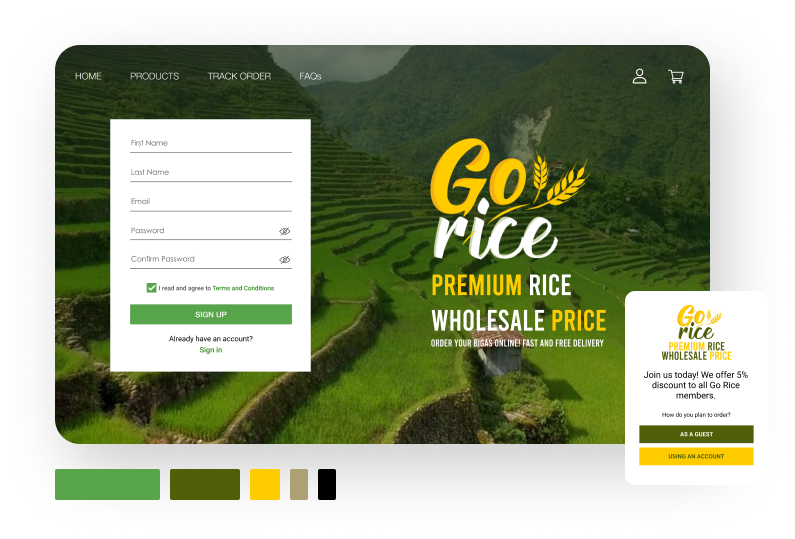 HOME PRODUCTS TRACK ORDER FAQs
First Name
Last Name
Email
Password
Confirm Password
I read and agree to Terms and Conditions
SIGN UP
Already have an account?
Sign in
Go
rice
PREMIUM RICE
WHOLESALE PRICE
ORDER YOUR BIGAS ONLINE! FAST AND FREE DELIVERY
Go
rice
PREMIUM RICE
WHOLESALE PRICE
Join us today! We offer 5%
discount to all Go Rice
members.
How do you plan to order?
AS A GUEST
USING AN ACCOUNT